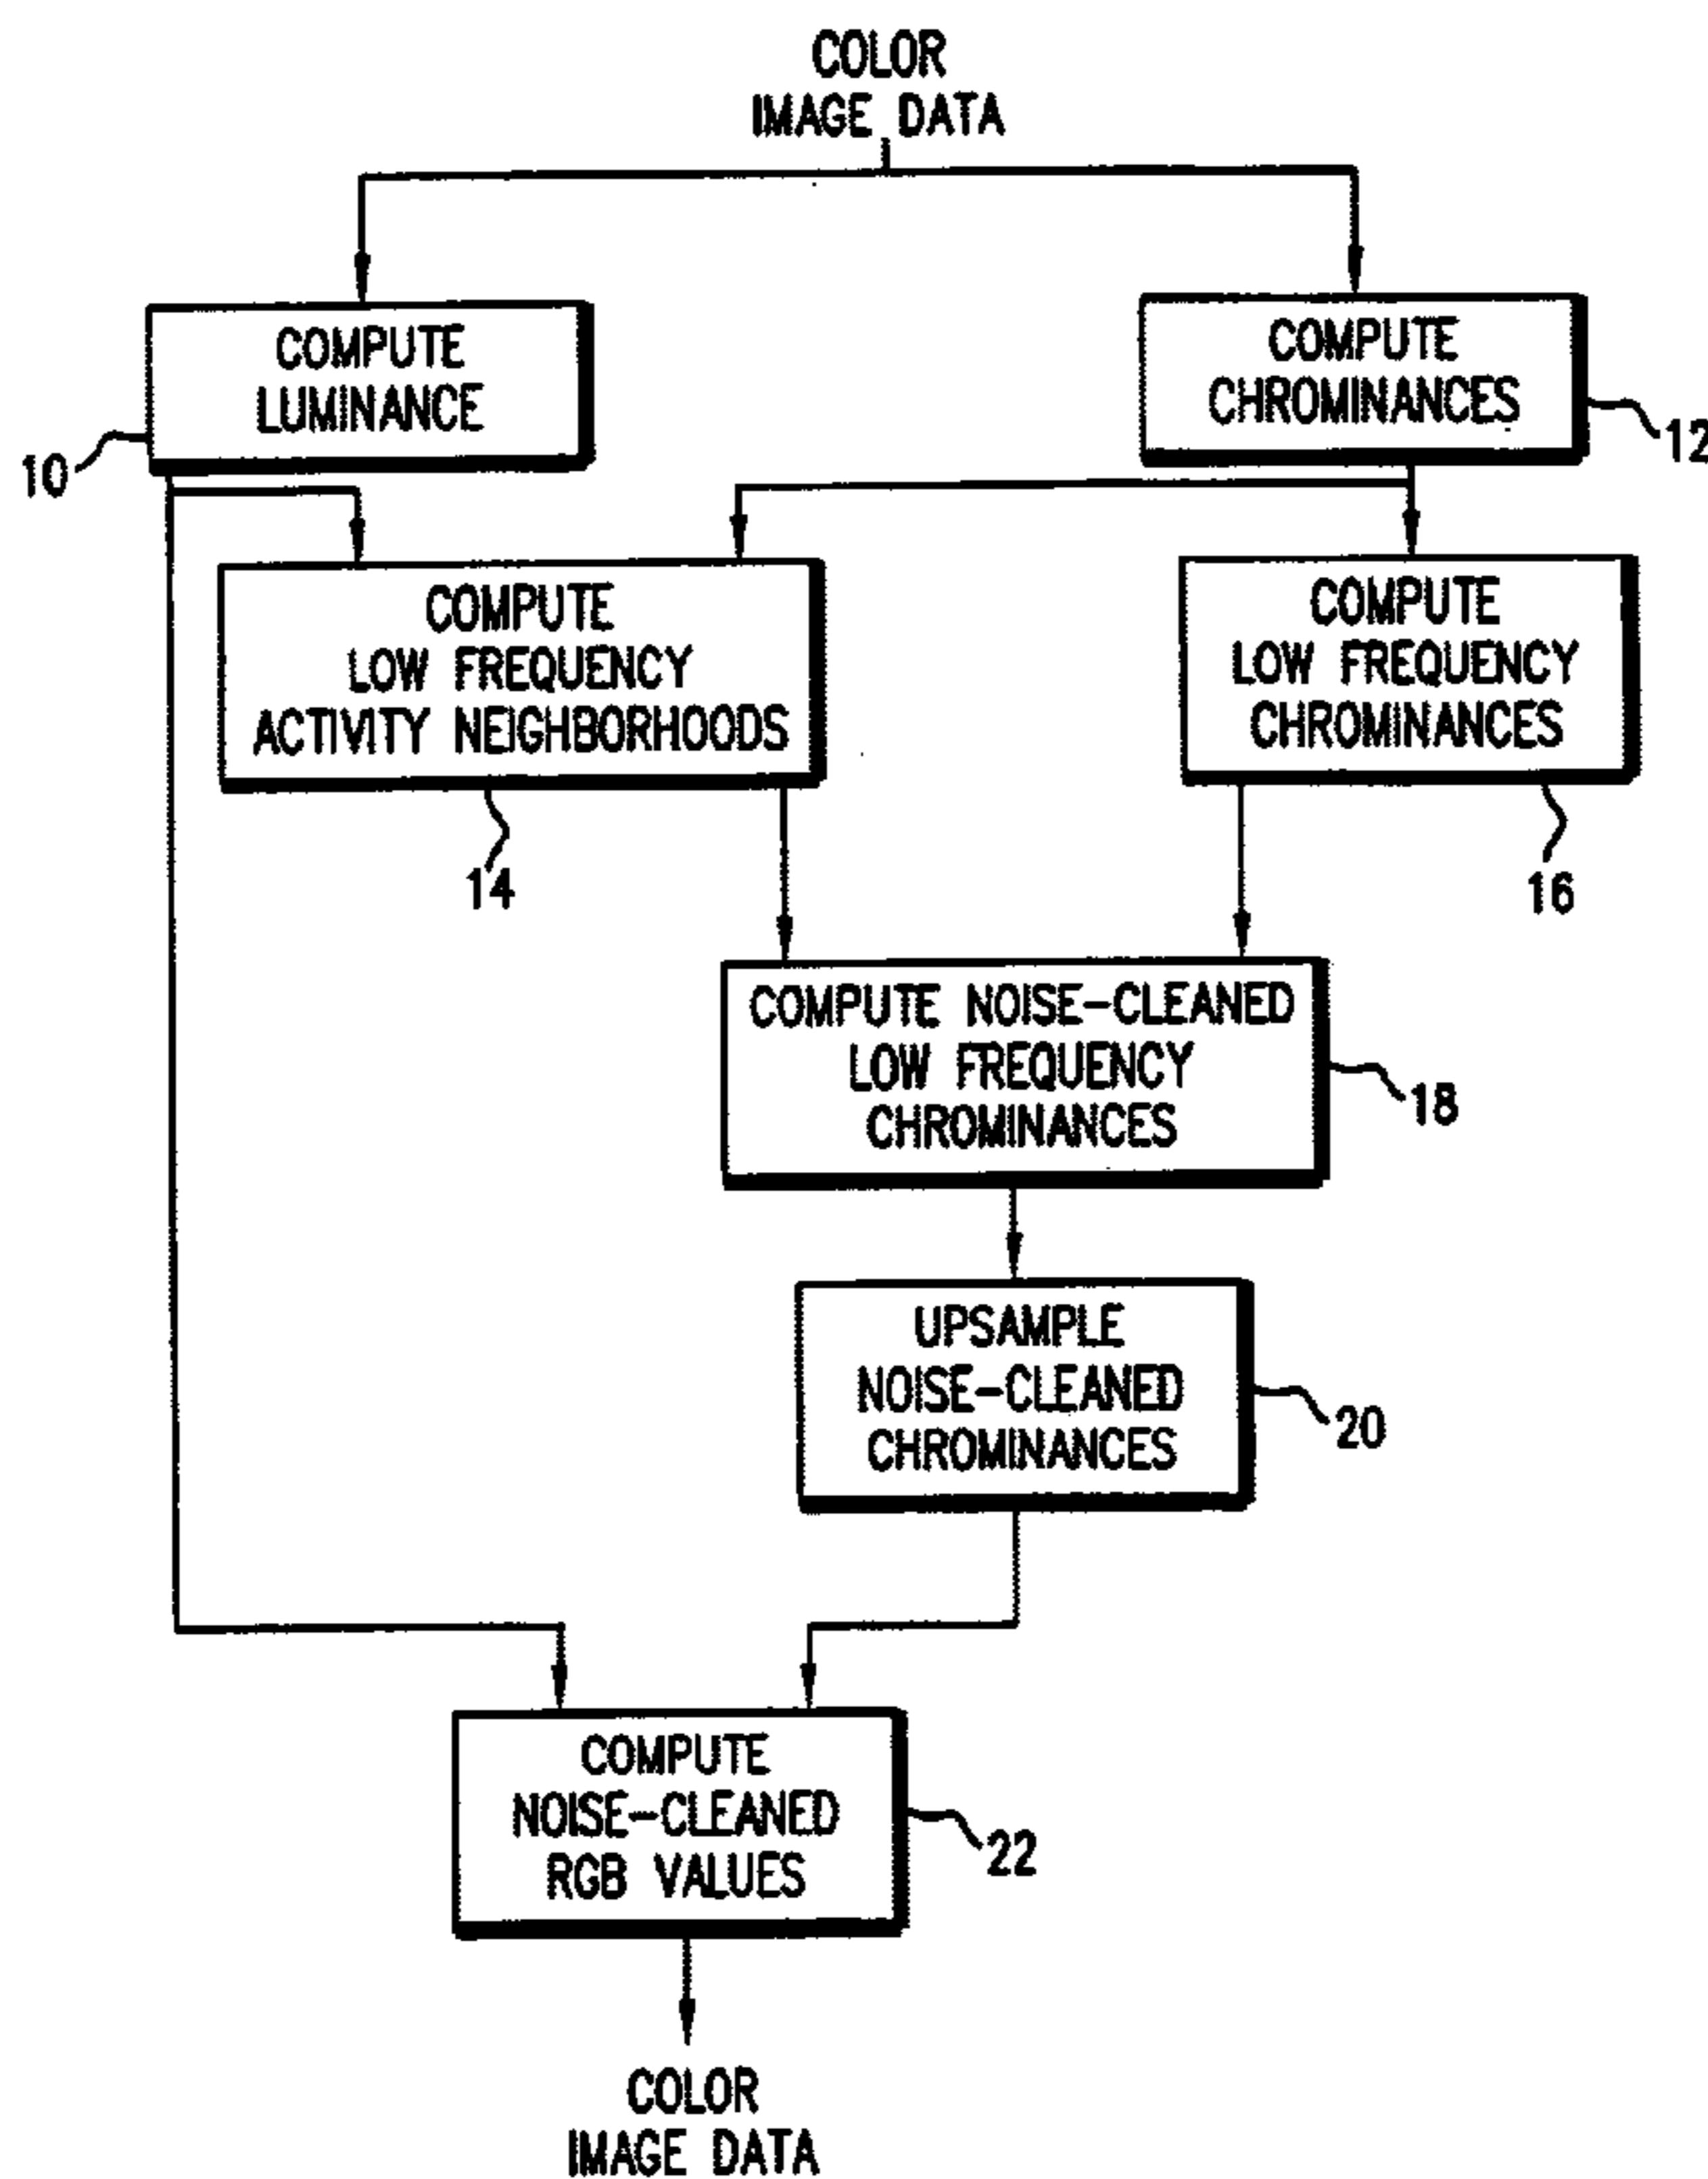 COLOR
IMAGE DATA
COMPUTE
LUMINANCE
10
COMPUTE
CHROMINANCES
12
COMPUTE
LOW FREQUENCY
ACTIVITY NEIGHBORHOODS
14
COMPUTE
LOW FREQUENCY
CHROMINANCES
16
COMPUTE NOISE-CLEANED
LOW FREQUENCY
CHROMINANCES
18
UPSAMPLE
NOISE-CLEANED
CHROMINANCES
20
COMPUTE
NOISE-CLEANED
RGB VALUES
22
COLOR
IMAGE DATA